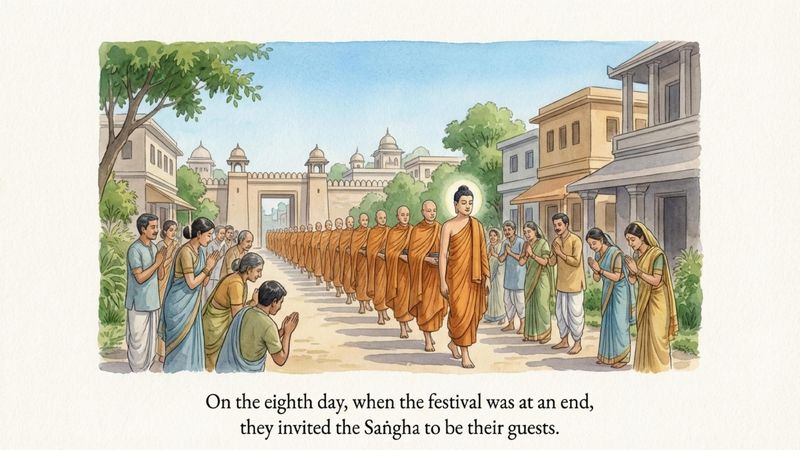 On the eighth day, when the festival was at an end,
they invited the Saṅgha to be their guests.